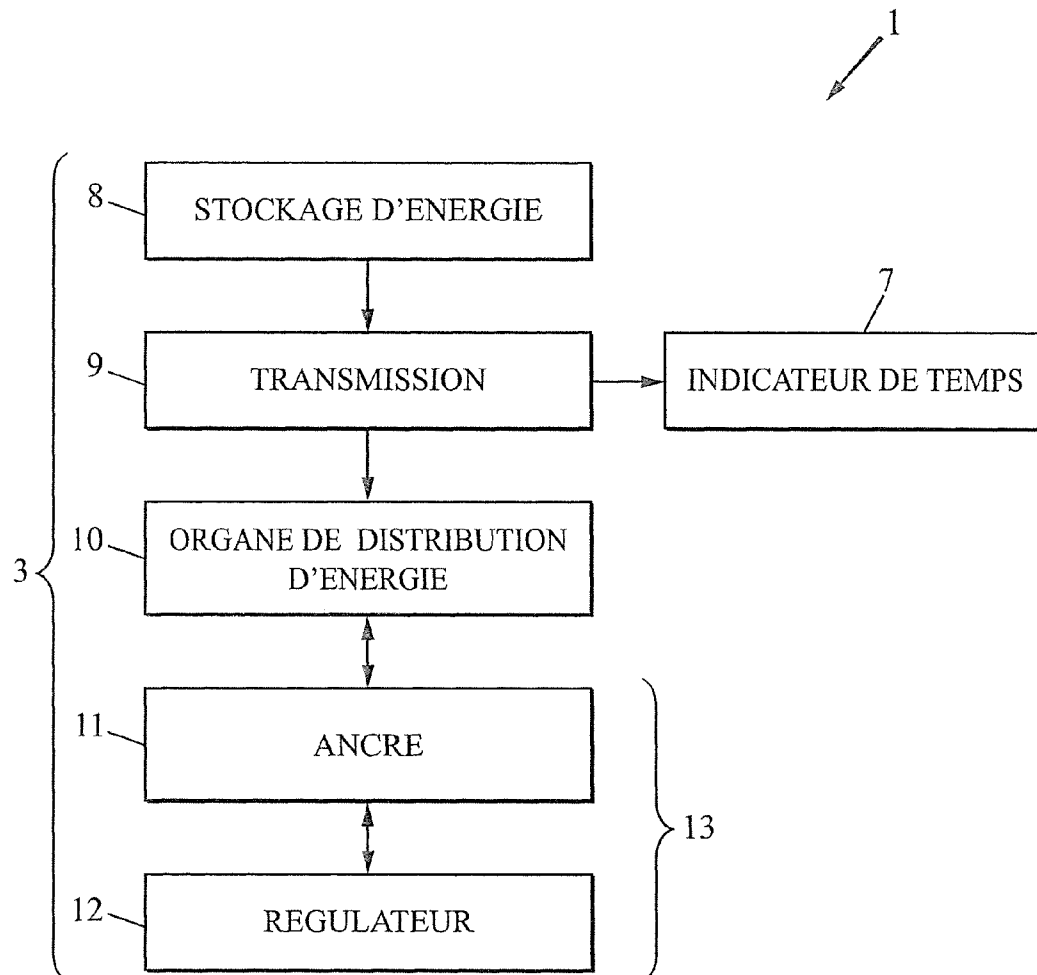 1
8
STOCKAGE D'ENERGIE
7
9
TRANSMISSION
INDICATEUR DE TEMPS
10
ORGANE DE DISTRIBUTION
D'ENERGIE
3
11
ANCRE
13
12
REGULATEUR